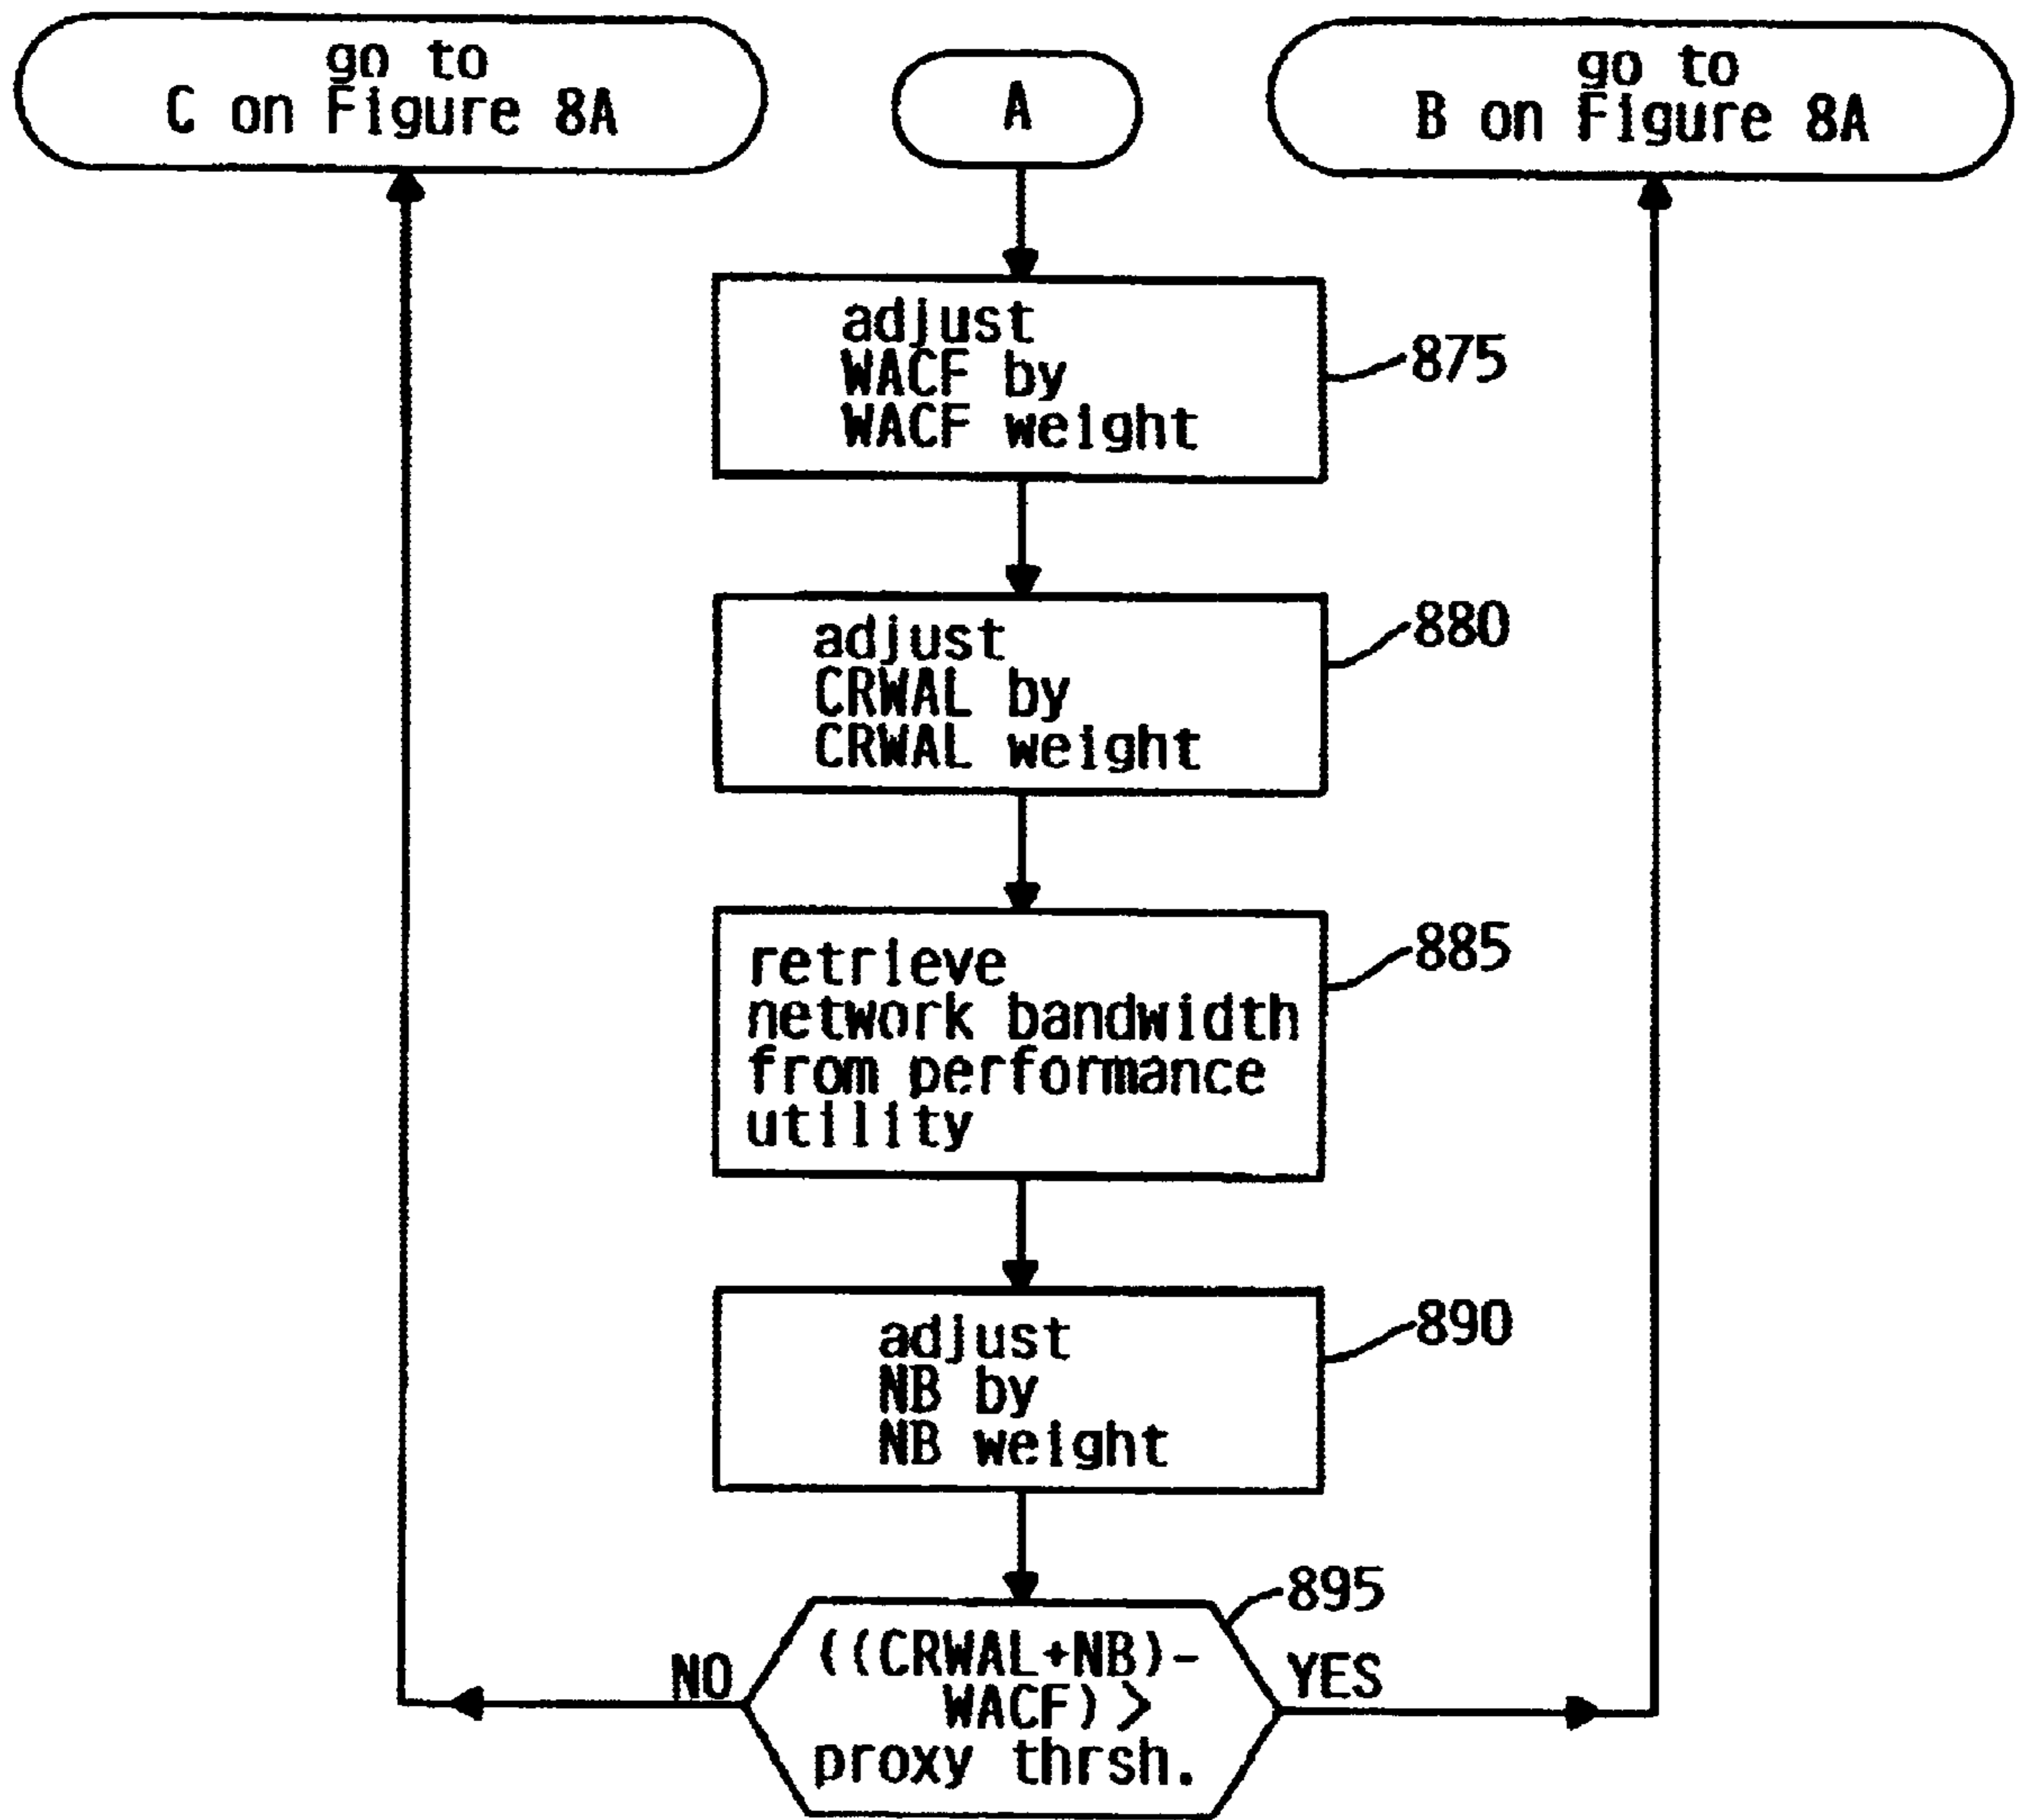 go to
C on Figure 8A
A
go to
B on Figure 8A
adjust
WACF by
WACF weight
875
adjust
CRWAL by
CRWAL weight
880
retrieve
network bandwidth
from performance
utility
885
adjust
NB by
NB weight
890
895
((CRWAL+NB)-
WACF) >
proxy thrsh.
NO
YES